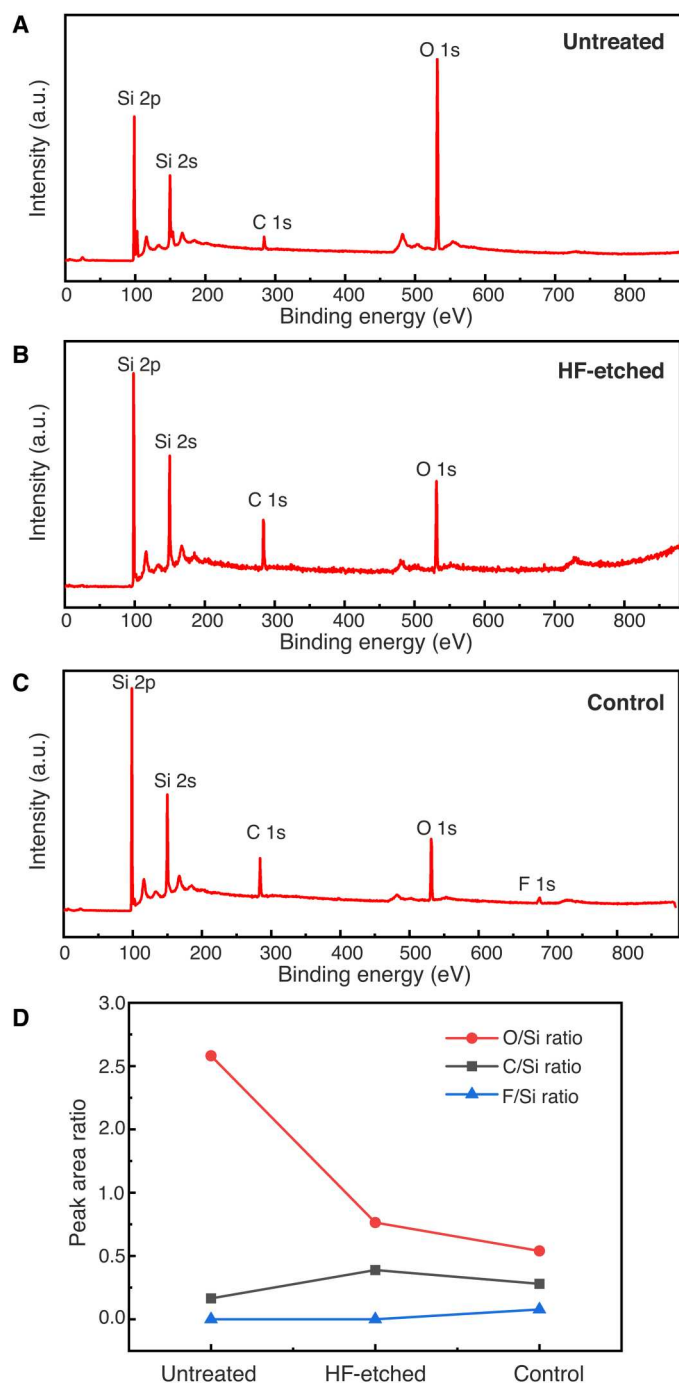 A
Untreated
O 1s
Si 2p
Si 2s
C 1s
Intensity (a.u.)
0 100 200 300 400 500 600 700 800
Binding energy (eV)
B
HF-etched
Si 2p
Si 2s
C 1s
O 1s
Intensity (a.u.)
0 100 200 300 400 500 600 700 800
Binding energy (eV)
C
Control
Si 2p
Si 2s
C 1s
O 1s
F 1s
Intensity (a.u.)
0 100 200 300 400 500 600 700 800
Binding energy (eV)
D
3.0
2.5
2.0
1.0
0.5
0.0
Peak area ratio
O/Si ratio
C/Si ratio
F/Si ratio
Untreated HF-etched Control